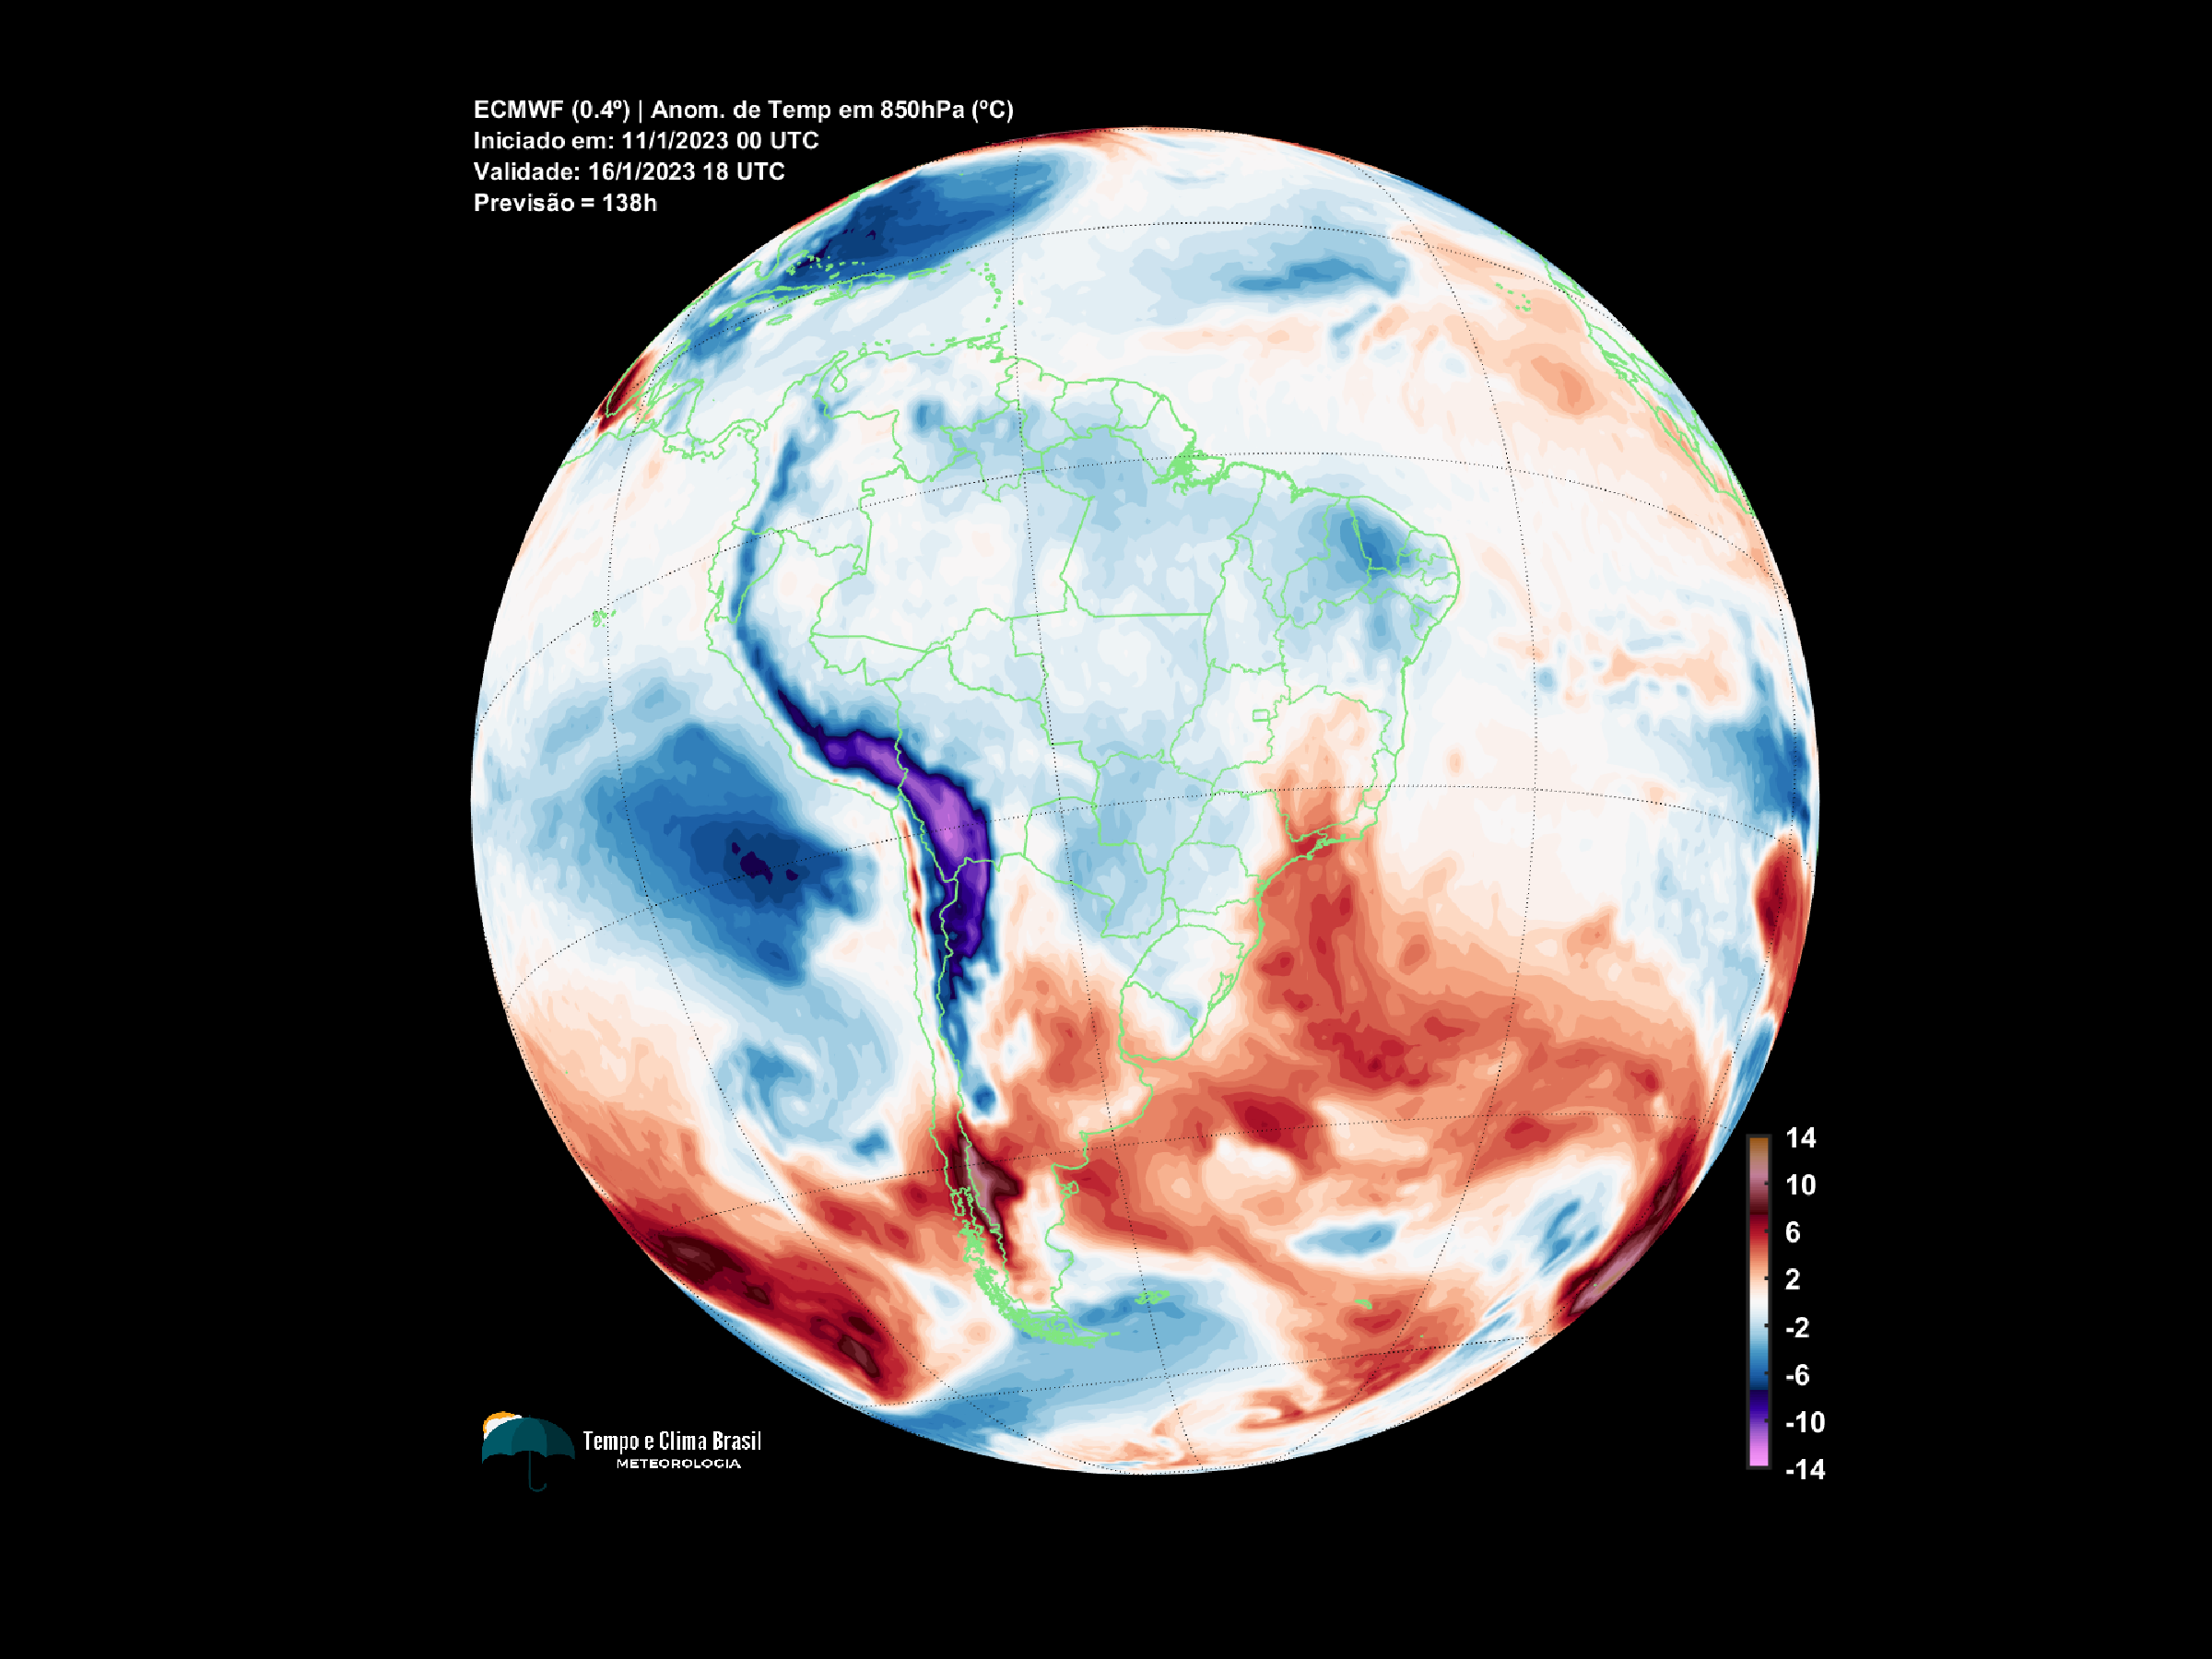 ECMWF (0.4º) | Anom. de Temp em 850hPa (ºC)
Iniciado em: 11/1/2023 00 UTC
Validade: 16/1/2023 18 UTC
Previsão = 138h
14
10
6
2
-2
-6
-10
-14
Tempo e Clima Brasil
METEOROLOGIA